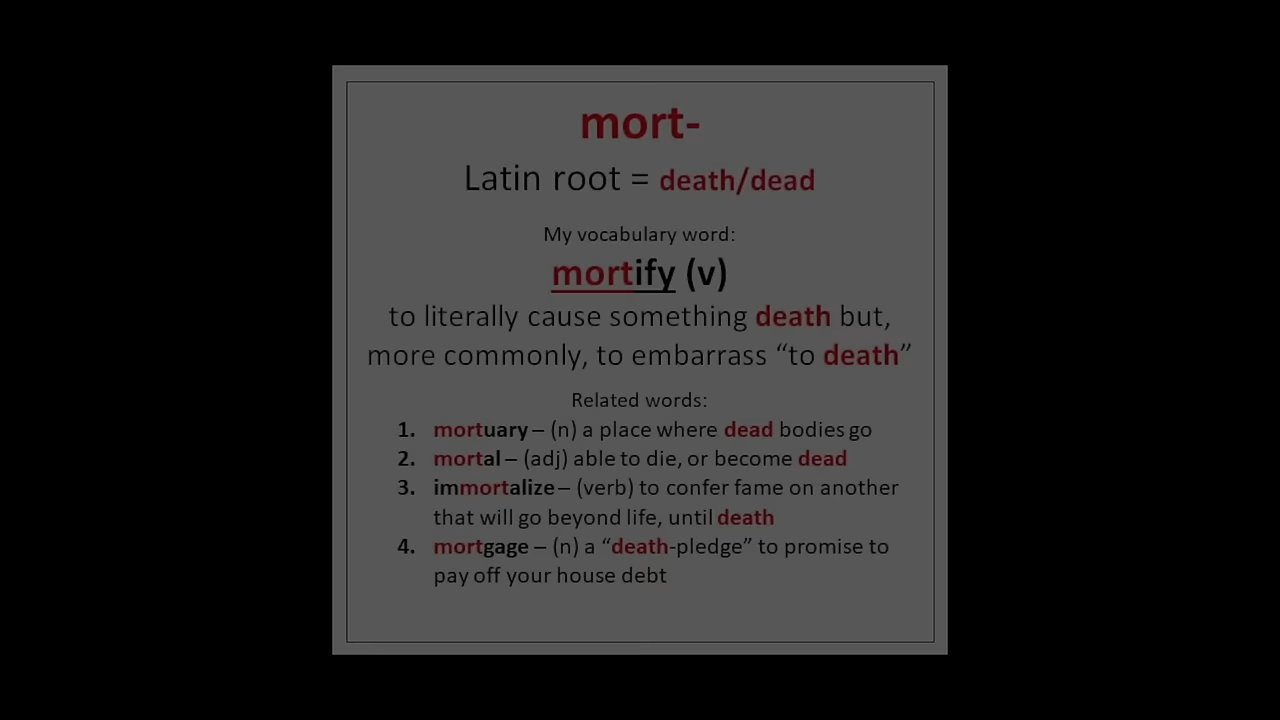 mort-
Latin root = death/dead
My vocabulary word:
mortify (v)
to literally cause something death but,
more commonly, to embarrass “to death”
Related words:
1. mortuary – (n) a place where dead bodies go
2. mortal – (adj) able to die, or become dead
3. immortalize – (verb) to confer fame on another
that will go beyond life, until death
4. mortgage – (n) a “death-pledge” to promise to
pay off your house debt